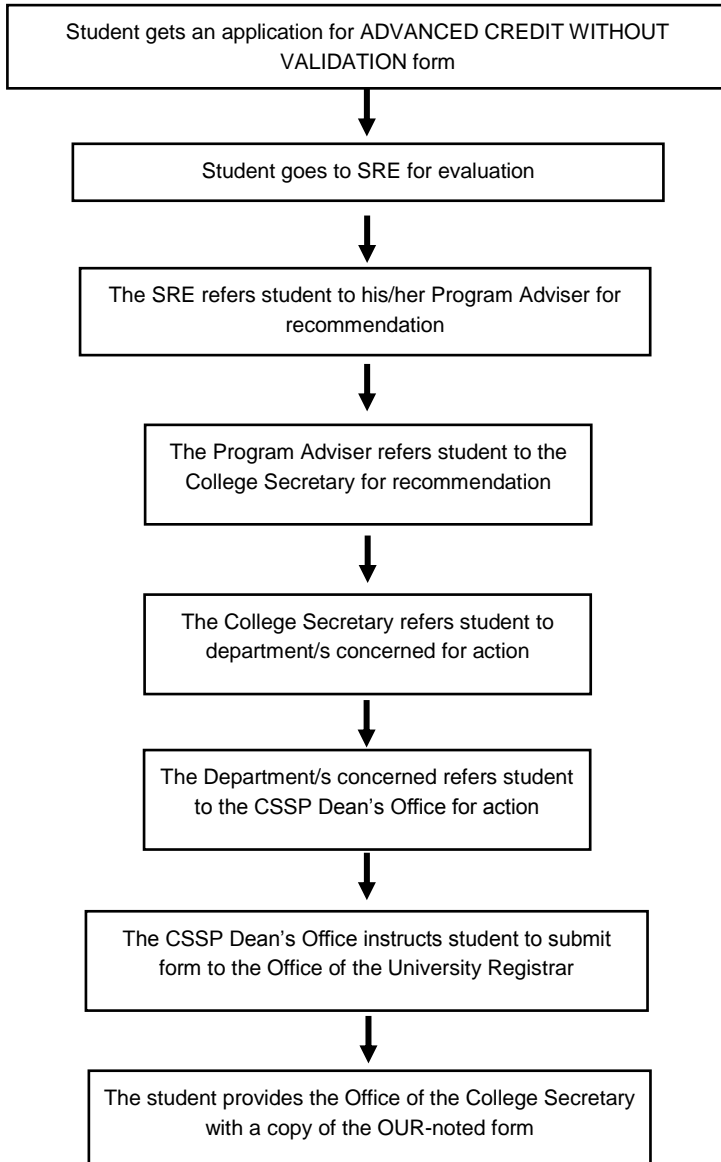 Student gets an application for ADVANCED CREDIT WITHOUT
VALIDATION form
Student goes to SRE for evaluation
The SRE refers student to his/her Program Adviser for
recommendation
The Program Adviser refers student to the
College Secretary for recommendation
The College Secretary refers student to
department/s concerned for action
The Department/s concerned refers student
to the CSSP Dean’s Office for action
The CSSP Dean’s Office instructs student to submit
form to the Office of the University Registrar
The student provides the Office of the College Secretary
with a copy of the OUR-noted form